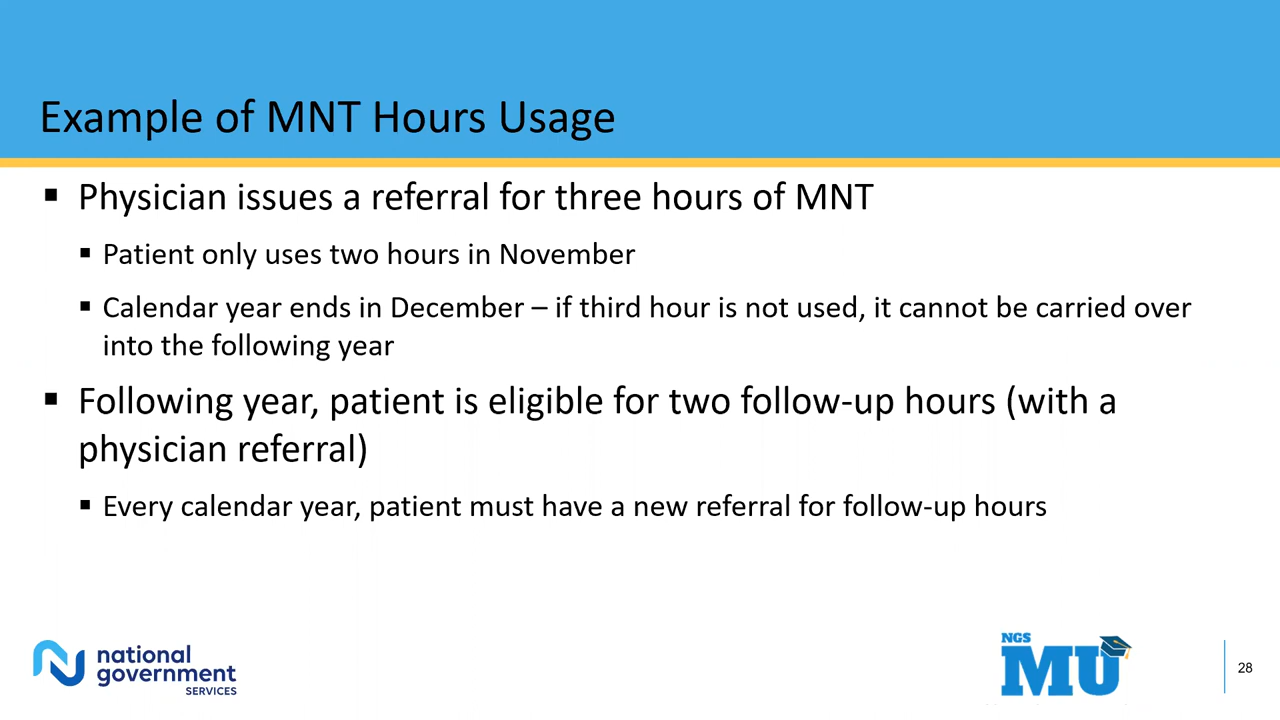 Example of MNT Hours Usage
▪ Physician issues a referral for three hours of MNT
▪ Patient only uses two hours in November
▪ Calendar year ends in December – if third hour is not used, it cannot be carried over
into the following year
▪ Following year, patient is eligible for two follow-up hours (with a
physician referral)
▪ Every calendar year, patient must have a new referral for follow-up hours
national
government
SERVICES
NGS
MU
28